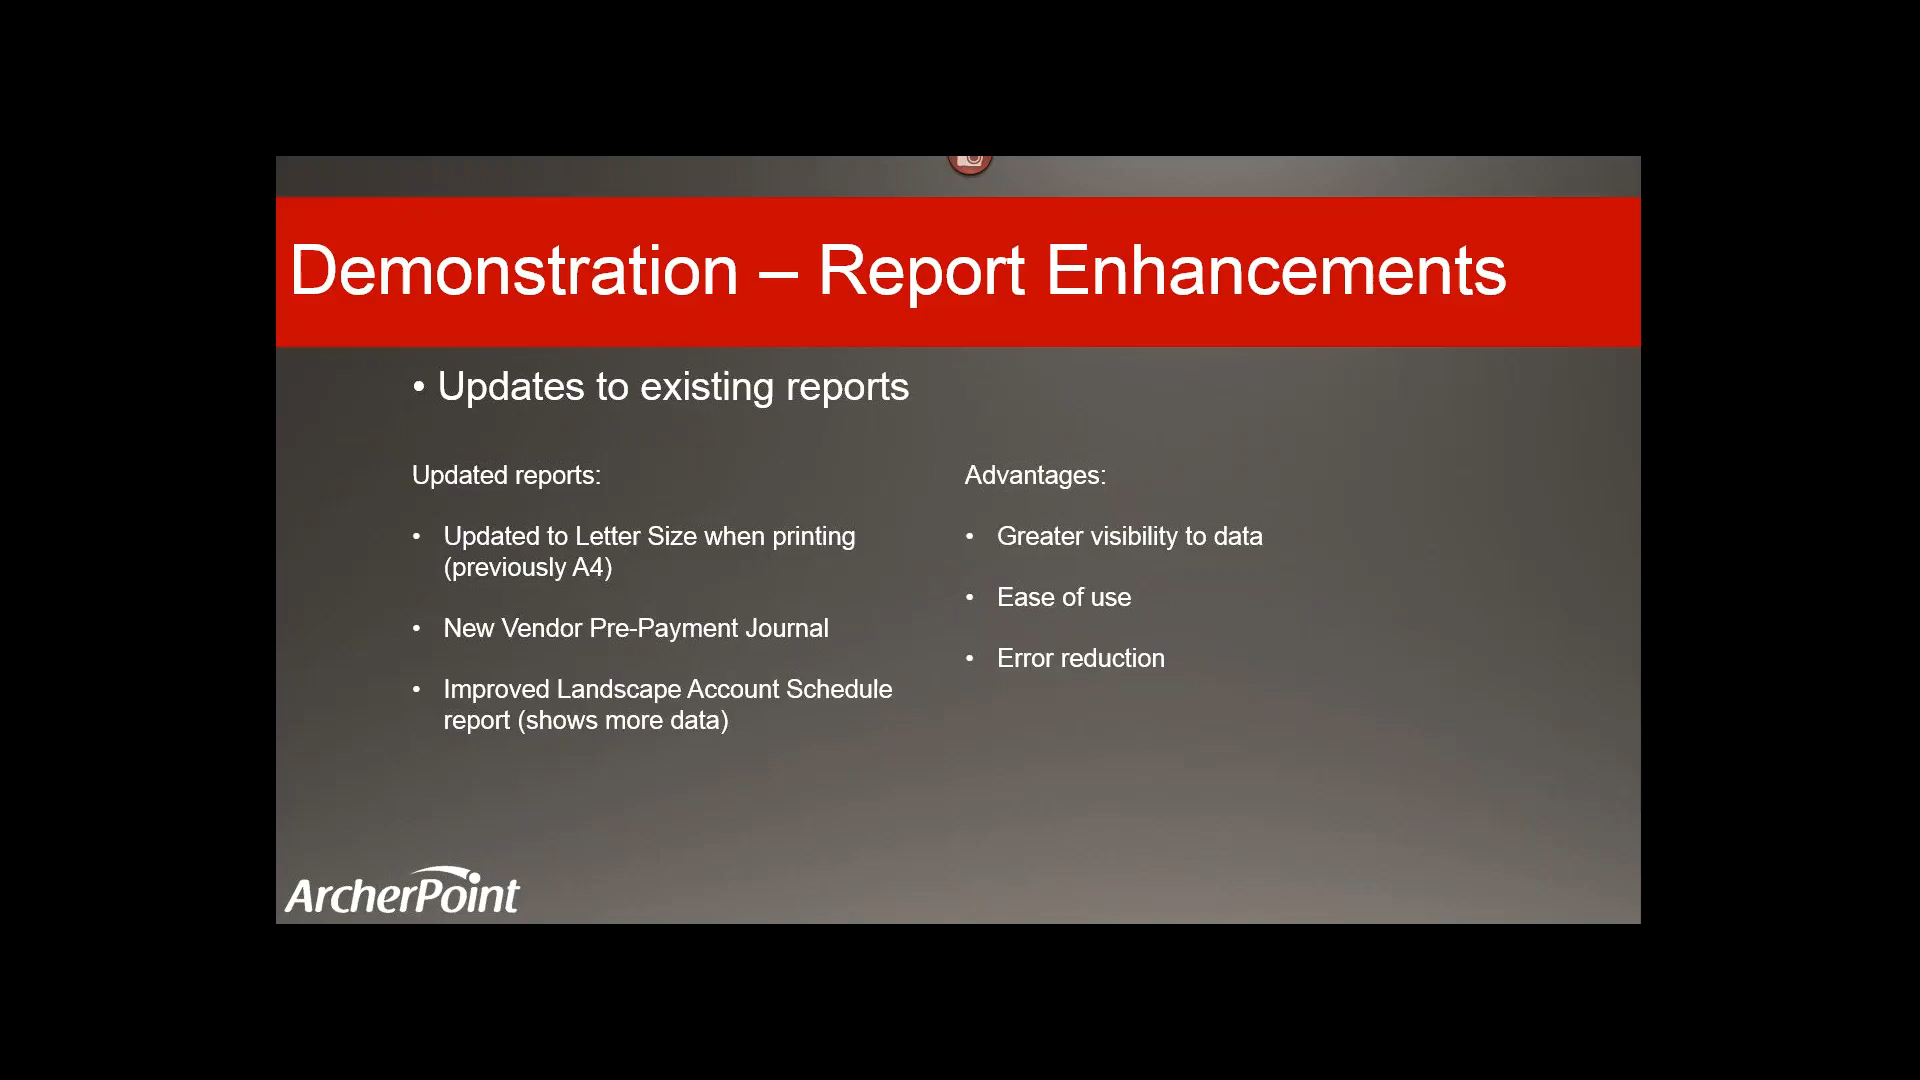 Demonstration – Report Enhancements
• Updates to existing reports
Updated reports:
• Updated to Letter Size when printing
(previously A4)
• New Vendor Pre-Payment Journal
• Improved Landscape Account Schedule
report (shows more data)
Advantages:
• Greater visibility to data
• Ease of use
• Error reduction
ArcherPoint